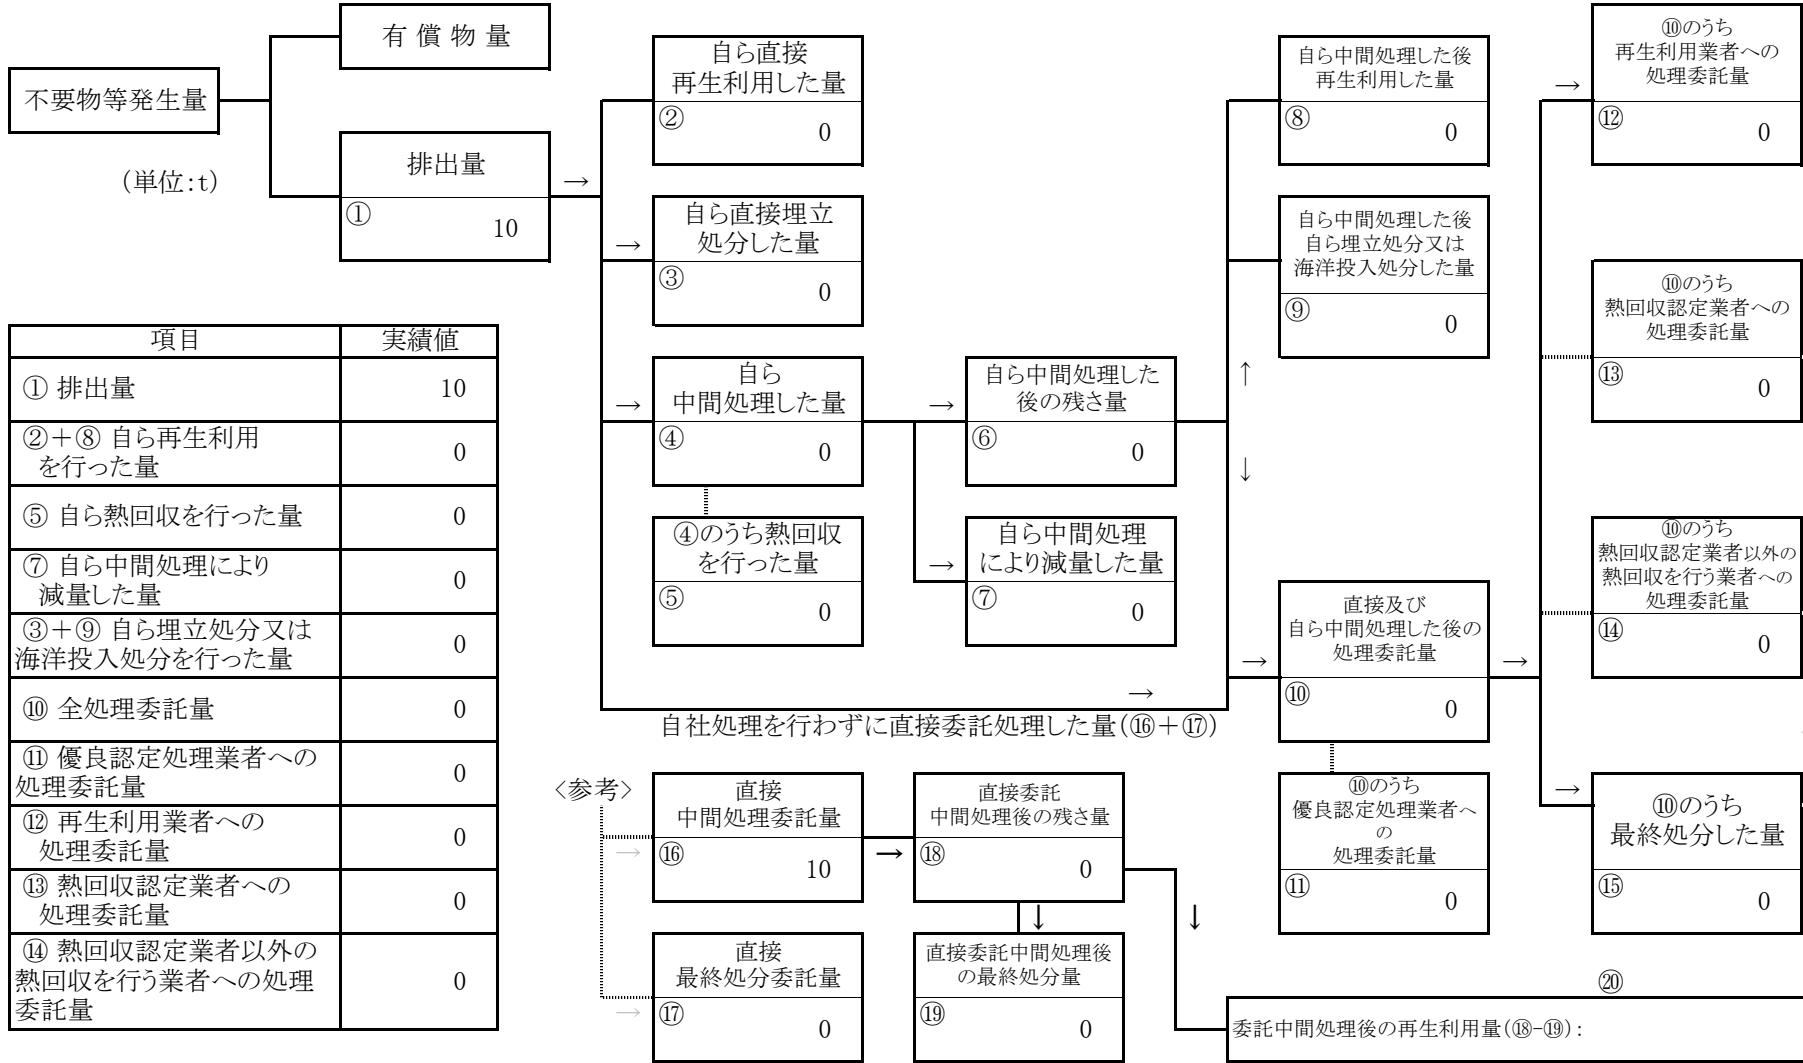 不要物等発生量
(単位:t)
有 償 物 量
排出量
①
10
→
自ら直接
再生利用した量
②
0
→
自ら直接埋立
処分した量
③
0
→
自ら
中間処理した量
④
0
④のうち熱回収
を行った量
⑤
0
→
自ら中間処理した
後の残さ量
⑥
0
→
自ら中間処理
により減量した量
⑦
0
↑
↓
自ら中間処理した後
再生利用した量
⑧
0
自ら中間処理した後
自ら埋立処分又は
海洋投入処分した量
⑨
0
→
自社処理を行わずに直接委託処理した量(⑯+⑰)
→
直接及び
自ら中間処理した後の
処理委託量
⑩
0
→
⑩のうち
優良認定処理業者へ
の
処理委託量
⑪
0
→
⑩のうち
再生利用業者への
処理委託量
⑫
0
⑩のうち
熱回収認定業者への
処理委託量
⑬
0
⑩のうち
熱回収認定業者以外の
熱回収を行う業者への
処理委託量
⑭
0
→
⑩のうち
最終処分した量
⑮
0
項目 実績値
① 排出量 10
②+⑧ 自ら再生利用
を行った量 0
⑤ 自ら熱回収を行った量 0
⑦ 自ら中間処理により
減量した量 0
③+⑨ 自ら埋立処分又は
海洋投入処分を行った量 0
⑩ 全処理委託量 0
⑪ 優良認定処理業者への
処理委託量 0
⑫ 再生利用業者への
処理委託量 0
⑬ 熱回収認定業者への
処理委託量 0
⑭ 熱回収認定業者以外の
熱回収を行う業者への処理
委託量 0
<参考>
→
直接
中間処理委託量
⑯
10
→
直接委託
中間処理後の残さ量
⑱
0
↓
↓
→
直接
最終処分委託量
⑰
0
直接委託中間処理後
の最終処分量
⑲
0
⑳
委託中間処理後の再生利用量(⑱-⑲):